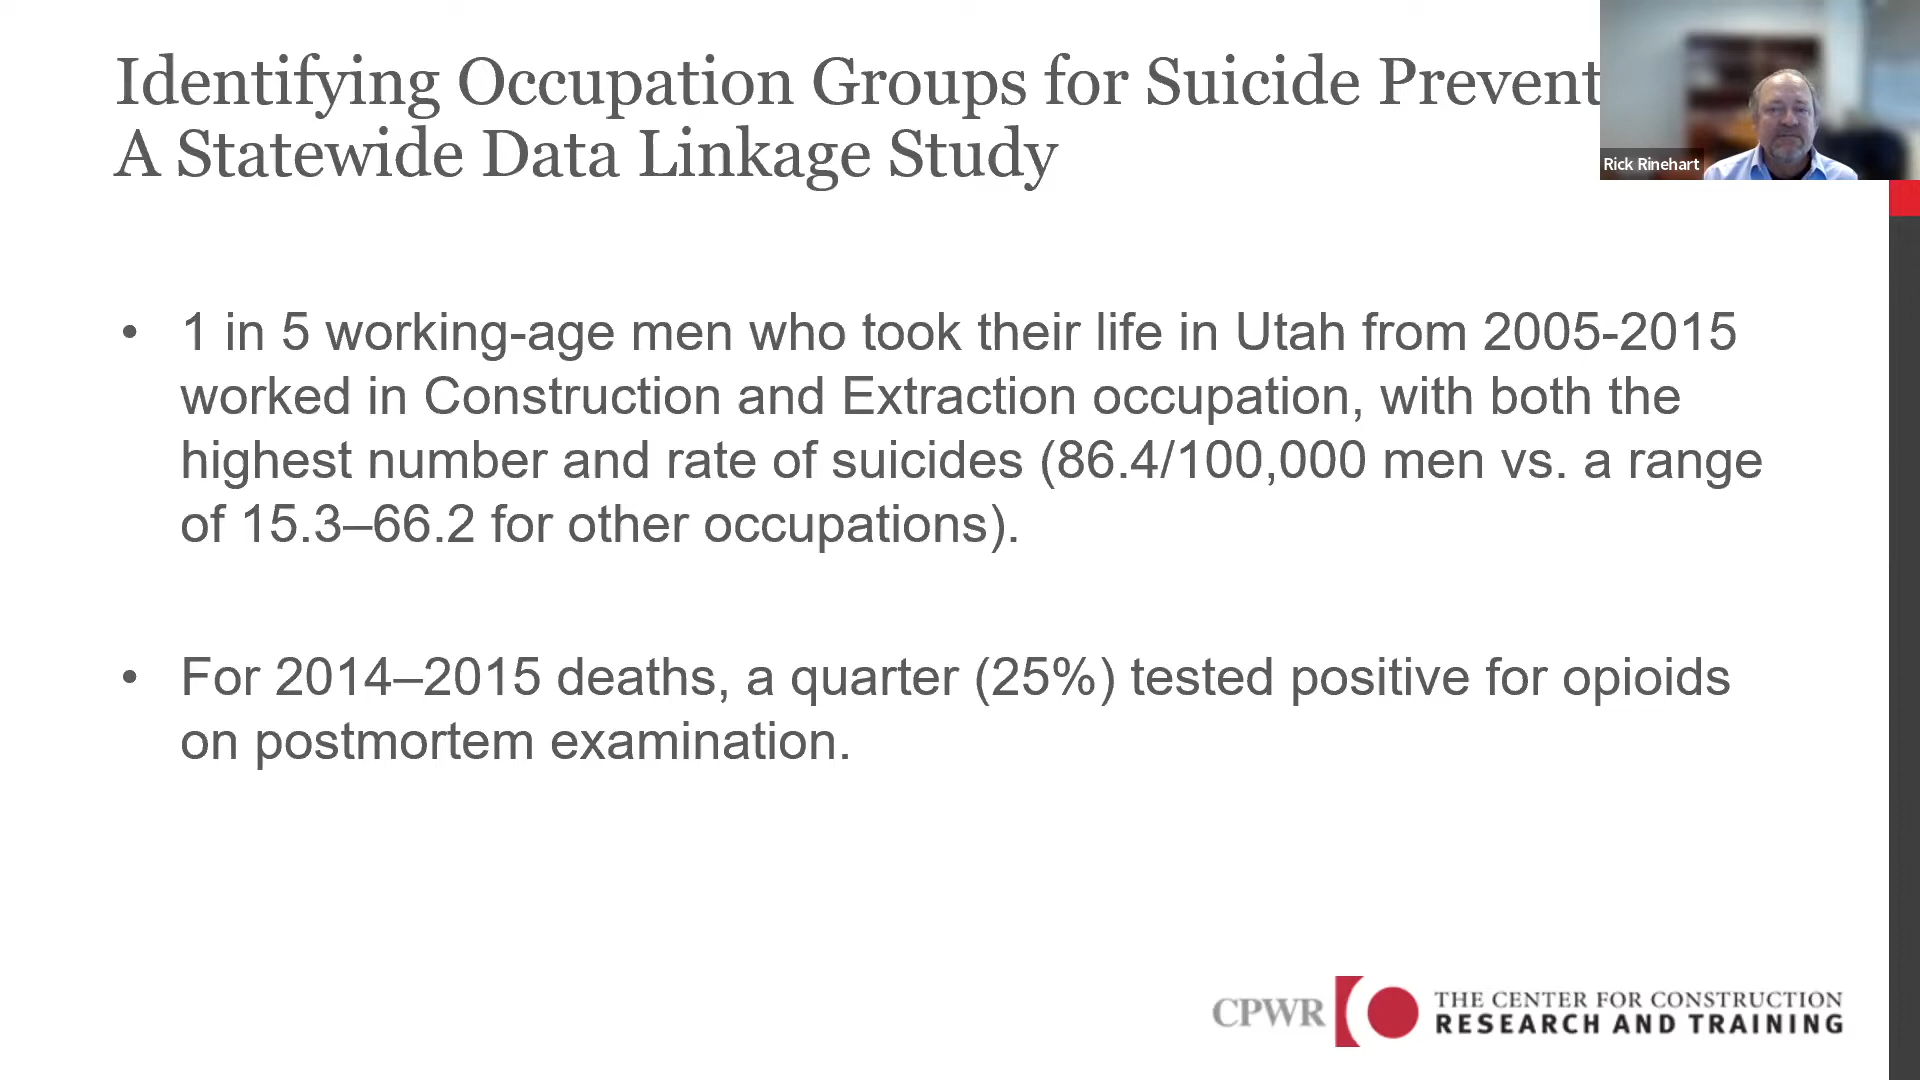 Identifying Occupation Groups for Suicide Prevent
A Statewide Data Linkage Study
Rick Rinehart
• 1 in 5 working-age men who took their life in Utah from 2005-2015
worked in Construction and Extraction occupation, with both the
highest number and rate of suicides (86.4/100,000 men vs. a range
of 15.3–66.2 for other occupations).
• For 2014–2015 deaths, a quarter (25%) tested positive for opioids
on postmortem examination.
CPWR
THE CENTER FOR CONSTRUCTION
RESEARCH AND TRAINING